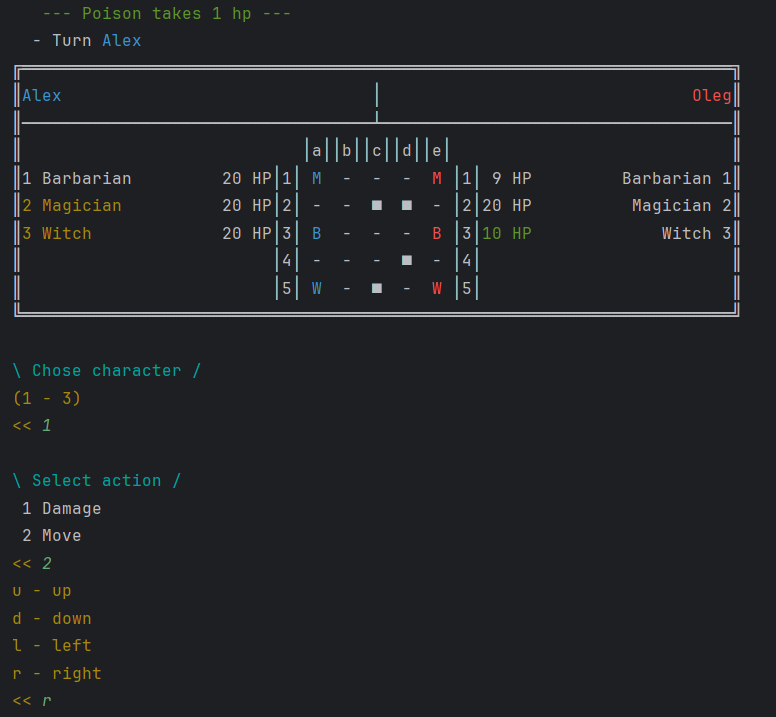 --- Poison takes 1 hp ---
- Turn Alex
Alex Oleg
|a||b||c||d||e|
1 Barbarian 20 HP|1| M - - - M |1| 9 HP Barbarian 1
2 Magician 20 HP|2| - - ■ ■ - |2|20 HP Magician 2
3 Witch 20 HP|3| B - - - B |3|10 HP Witch 3
|4| - - - ■ - |4|
|5| W - ■ - W |5|
\ Chose character /
(1 - 3)
<< 1
\ Select action /
1 Damage
2 Move
<< 2
u - up
d - down
l - left
r - right
<< r